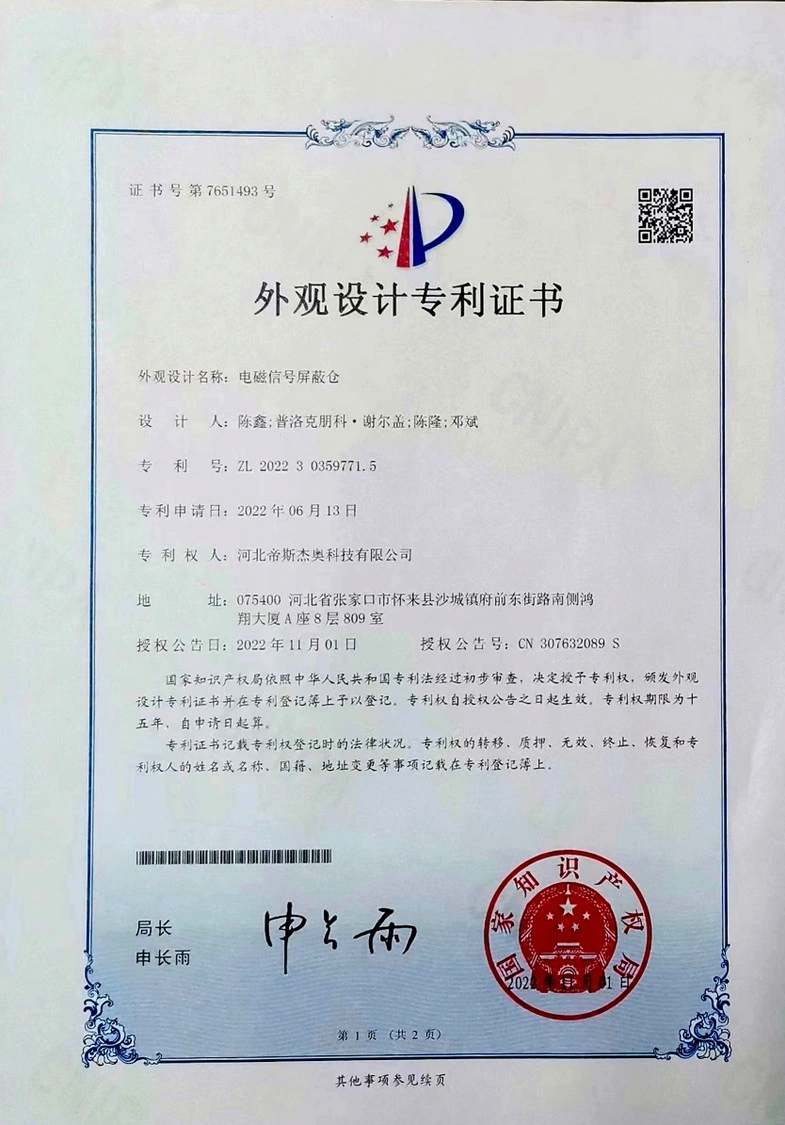 证书号第7651493号
外观设计专利证书
外观设计名称：电磁信号屏蔽仓
设计人：陈鑫;普洛克朋科·谢尔盖;陈隆;邓斌
专利号：ZL 2022 3 0359771.5
专利申请日：2022年06月13日
专利权人：河北帝斯杰奥科技有限公司
地址：075400 河北省张家口市怀来县沙城镇府前东街路南侧鸿
翔大厦A座8层809室
授权公告日：2022年11月01日 授权公告号：CN 307632089 S
国家知识产权局依照中华人民共和国专利法经过初步审查，决定授予专利权，颁发外观
设计专利证书并在专利登记簿上予以登记。专利权自授权公告之日起生效。专利权期限为十
五年，自申请日起算。
专利证书记载专利权登记时的法律状况。专利权的转移、质押、无效、终止、恢复和专
利权人的姓名或名称、国籍、地址变更等事项记载在专利登记簿上。
局长
申长雨
申长雨
国家知识产权局
2022年11月01日
第1页（共2页）
其他事项参见续页